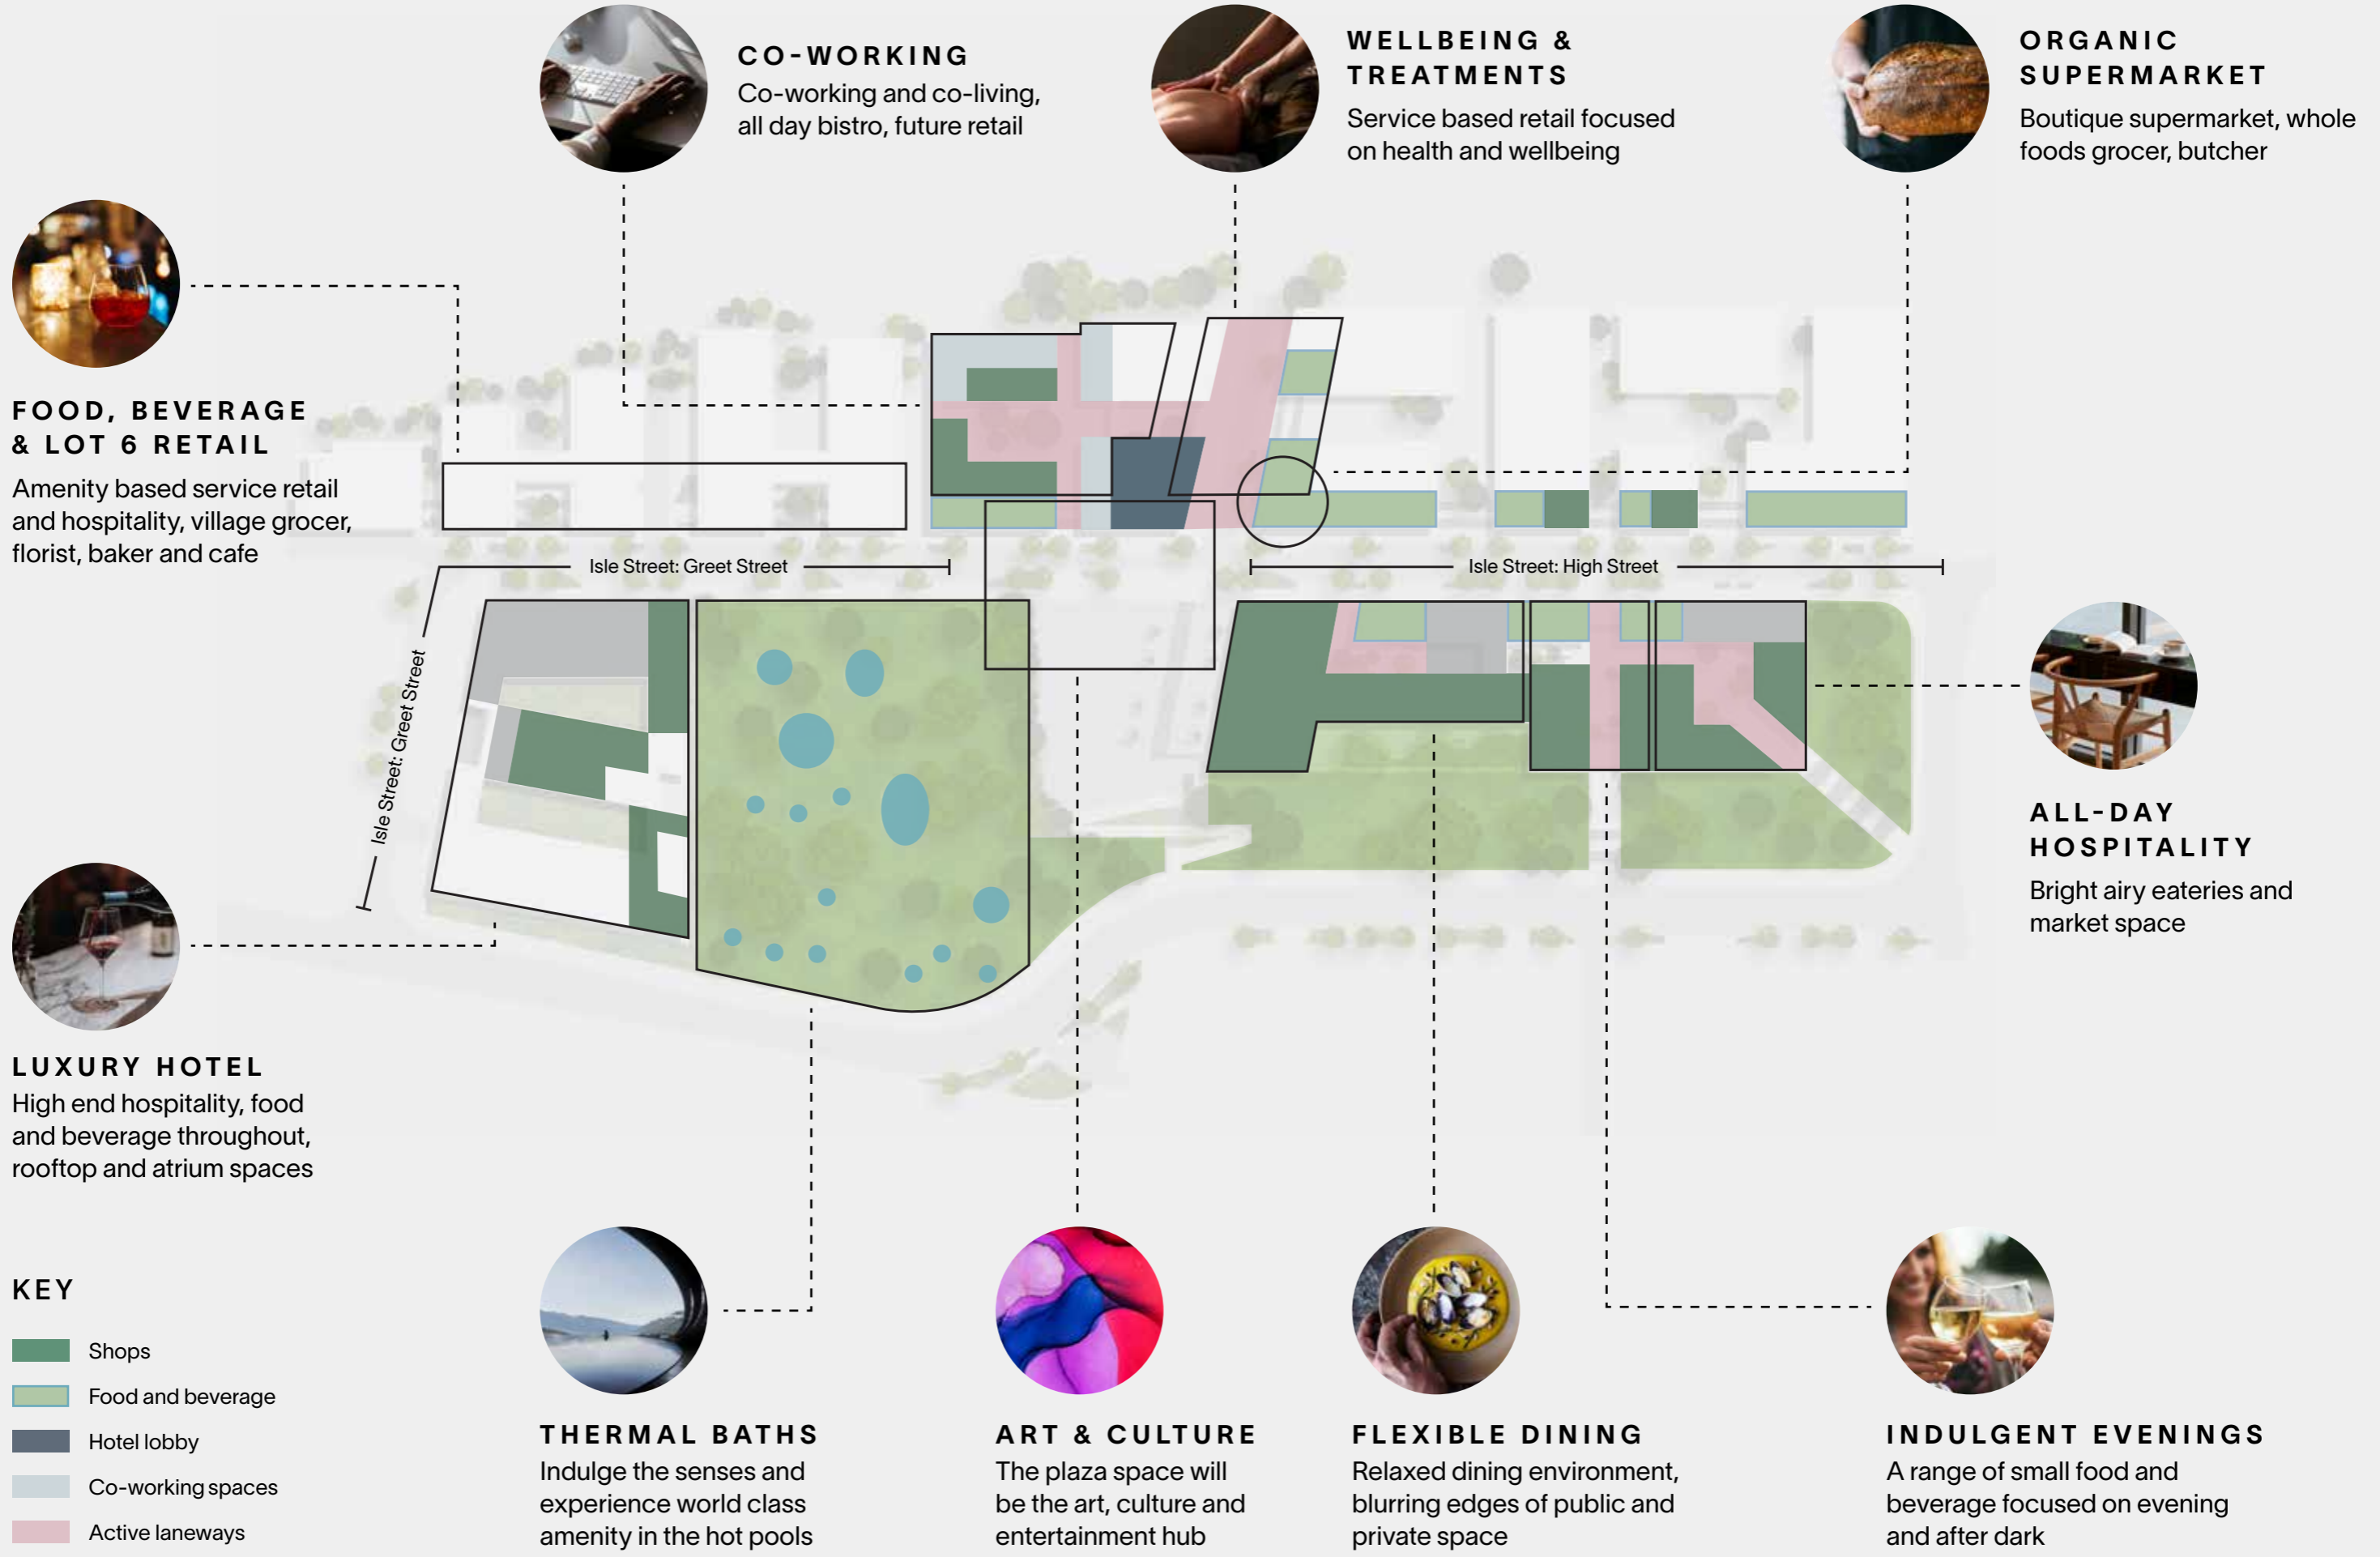 CO-WORKING
Co-working and co-living,
all day bistro, future retail
WELLBEING &
TREATMENTS
Service based retail focused
on health and wellbeing
ORGANIC
SUPERMARKET
Boutique supermarket, whole
foods grocer, butcher
FOOD, BEVERAGE
& LOT 6 RETAIL
Amenity based service retail
and hospitality, village grocer,
florist, baker and cafe
Isle Street: Greet Street
Isle Street: High Street
Isle Street: Greet Street
ALL-DAY
HOSPITALITY
Bright airy eateries and
market space
LUXURY HOTEL
High end hospitality, food
and beverage throughout,
rooftop and atrium spaces
KEY
Shops
Food and beverage
Hotel lobby
Co-working spaces
Active laneways
THERMAL BATHS
Indulge the senses and
experience world class
amenity in the hot pools
ART & CULTURE
The plaza space will
be the art, culture and
entertainment hub
FLEXIBLE DINING
Relaxed dining environment,
blurring edges of public and
private space
INDULGENT EVENINGS
A range of small food and
beverage focused on evening
and after dark